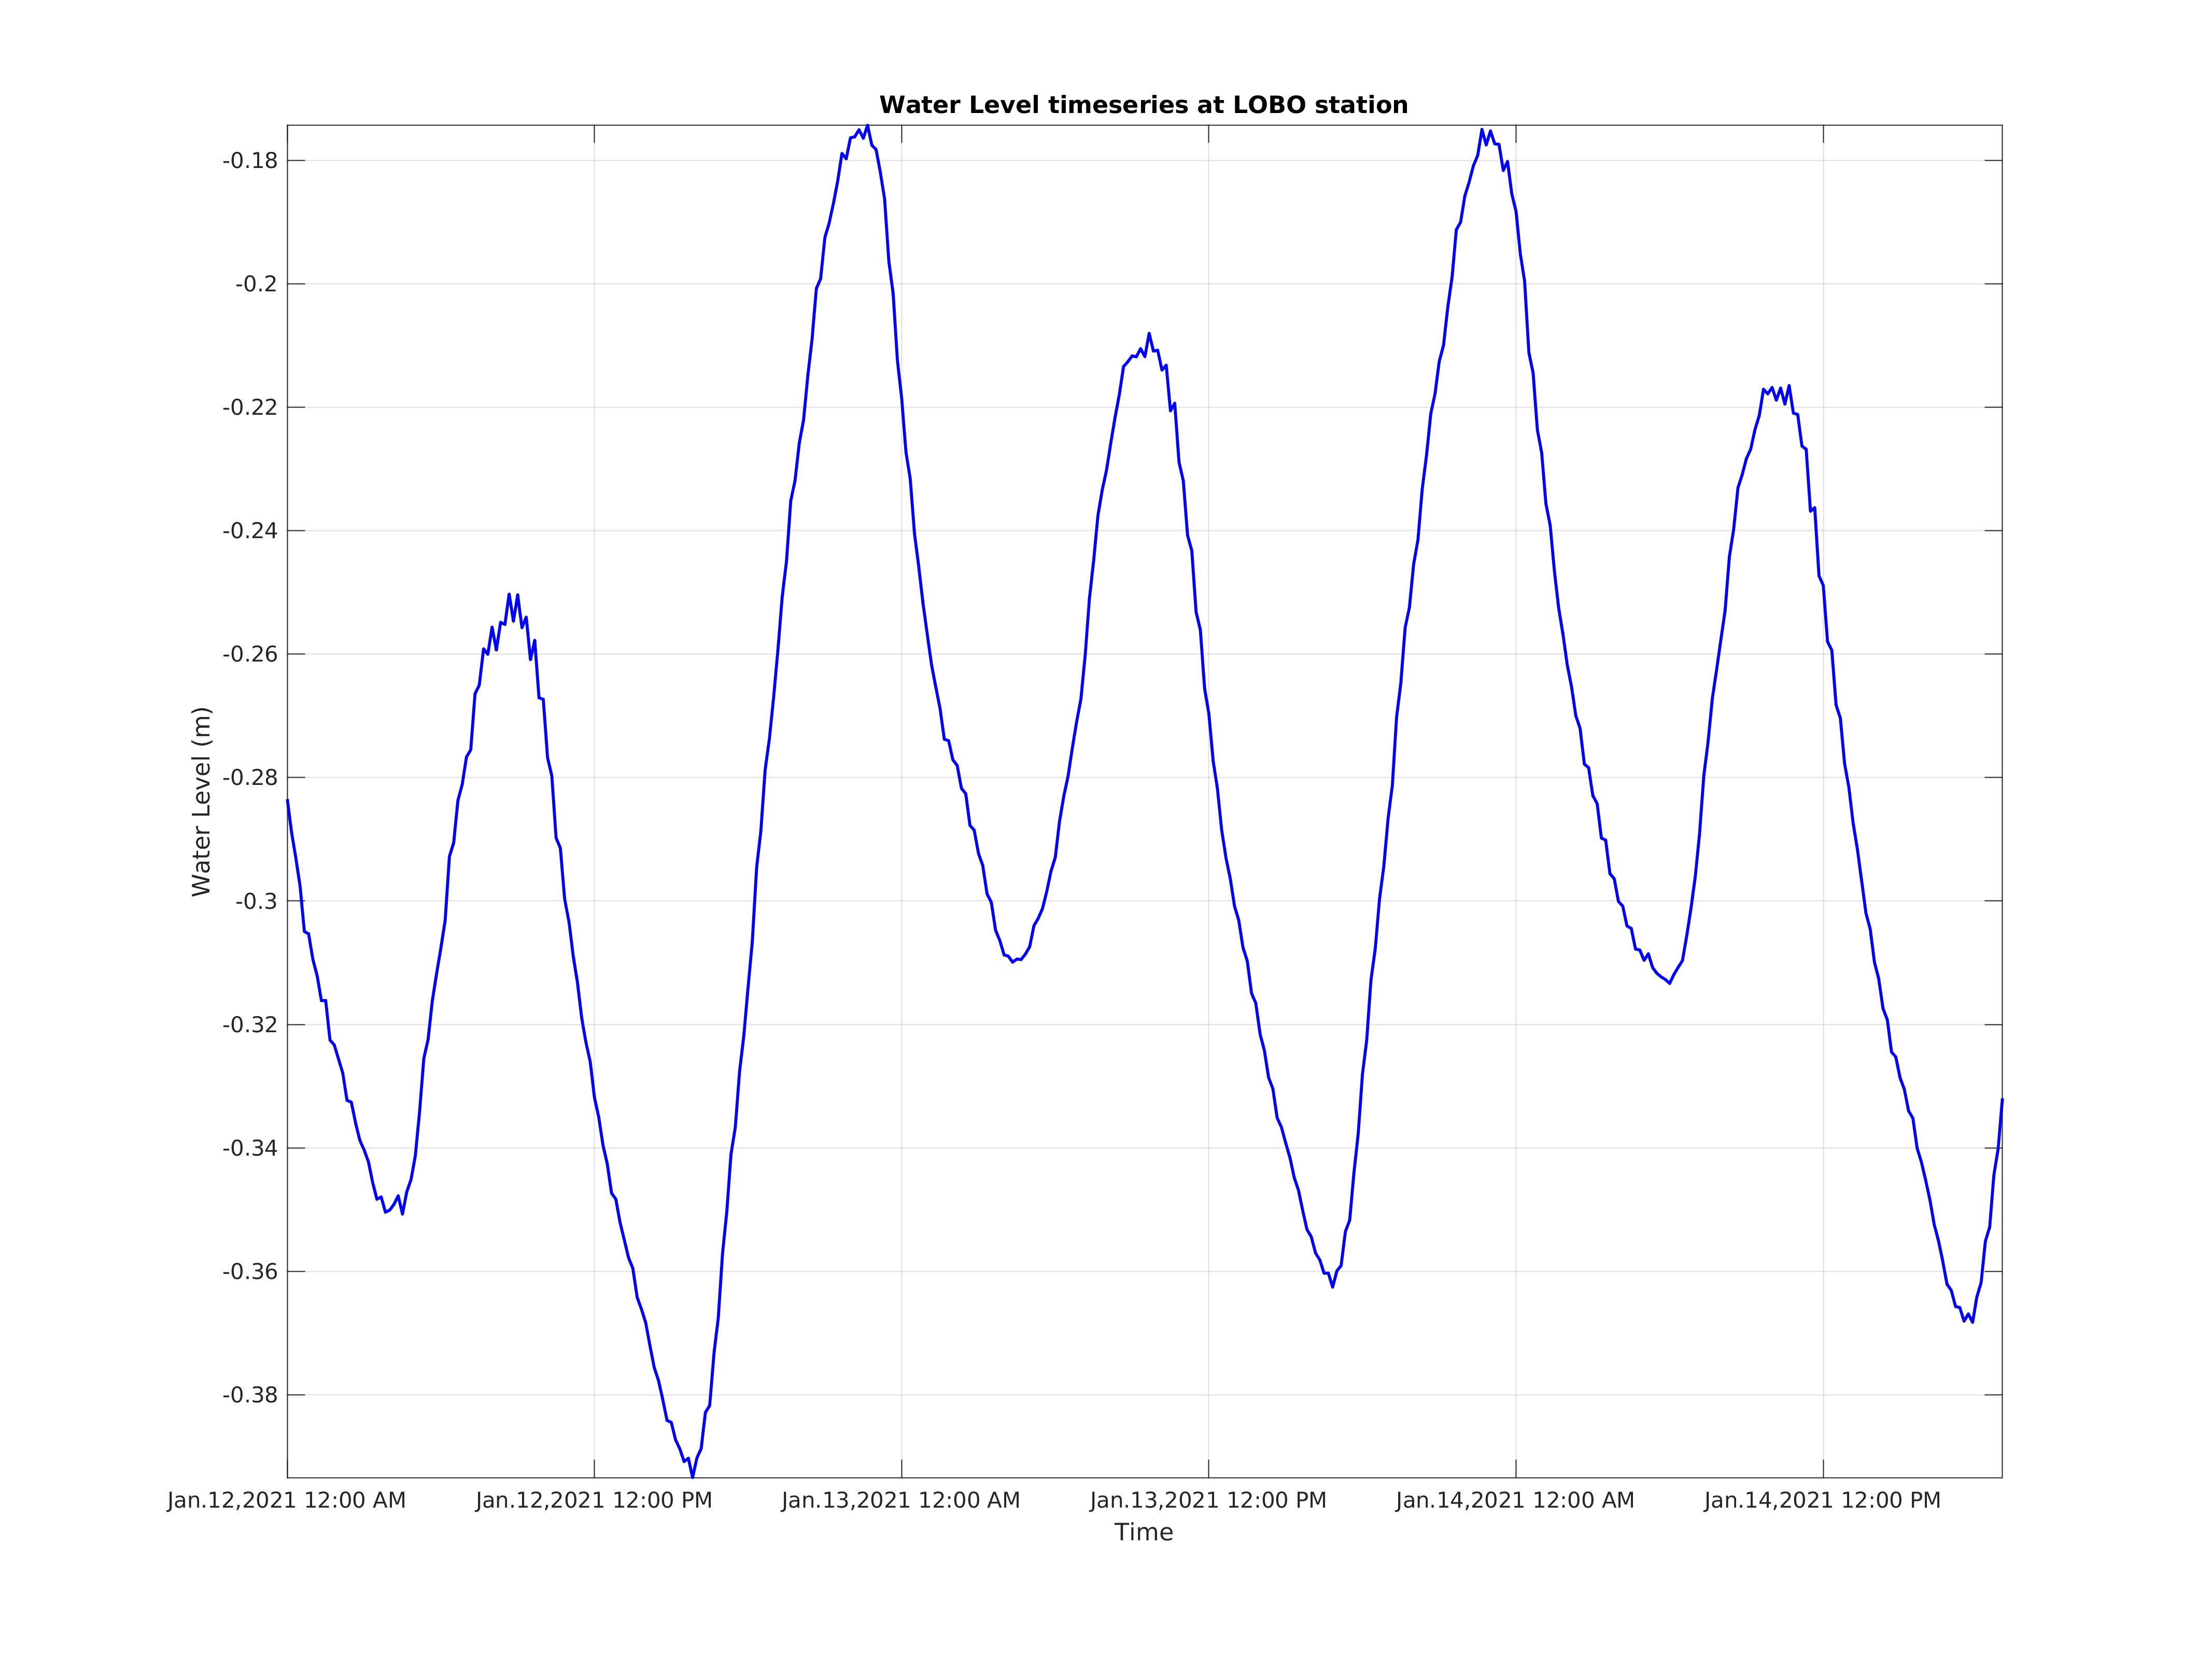 Water Level timeseries at LOBO station
-0.18
-0.2
-0.22
-0.24
-0.26
-0.28
-0.3
-0.32
-0.34
-0.36
-0.38
Water Level (m)
Jan.12,2021 12:00 AM Jan.12,2021 12:00 PM Jan.13,2021 12:00 AM Jan.13,2021 12:00 PM Jan.14,2021 12:00 AM Jan.14,2021 12:00 PM
Time